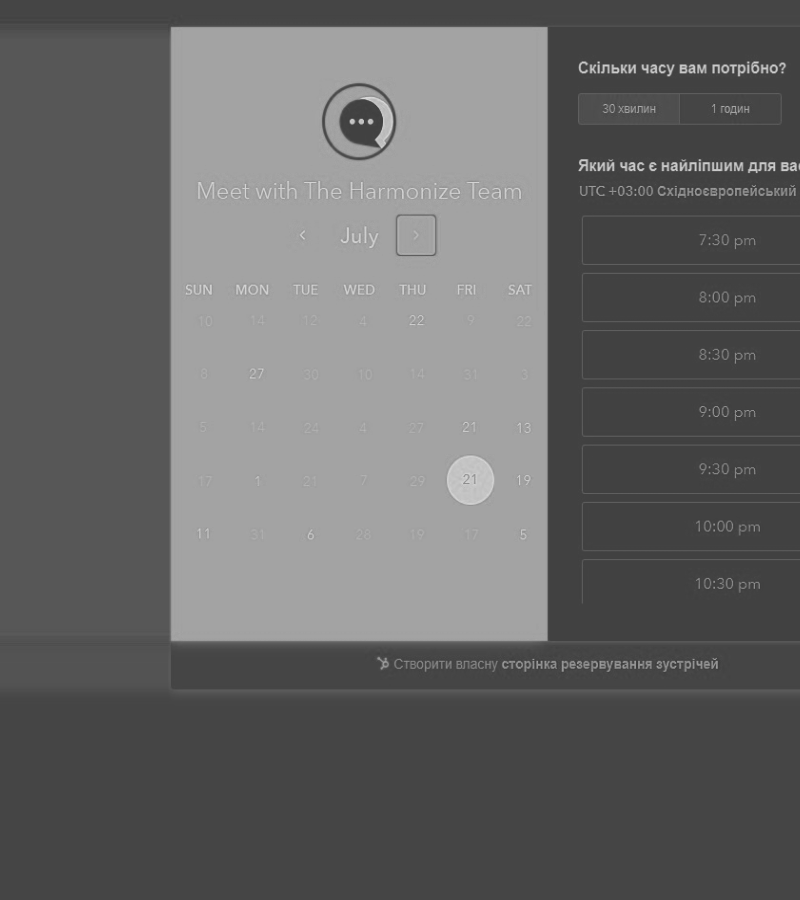 Meet with The Harmonize Team
July
SUN MON TUE WED THU FRI SAT
10 14 12 4 22 9 22
8 27 30 10 14 31 3
5 14 24 4 27 21 13
17 1 21 7 29 21 19
11 31 6 28 19 17 5
Скільки часу вам потрібно?
30 хвилин 1 годин
Який час є найліпшим для
UTC +03:00 Східноєвропейський
7:30 pm
8:00 pm
8:30 pm
9:00 pm
9:30 pm
10:00 pm
10:30 pm
Створити власну сторінка резервування зустрічей